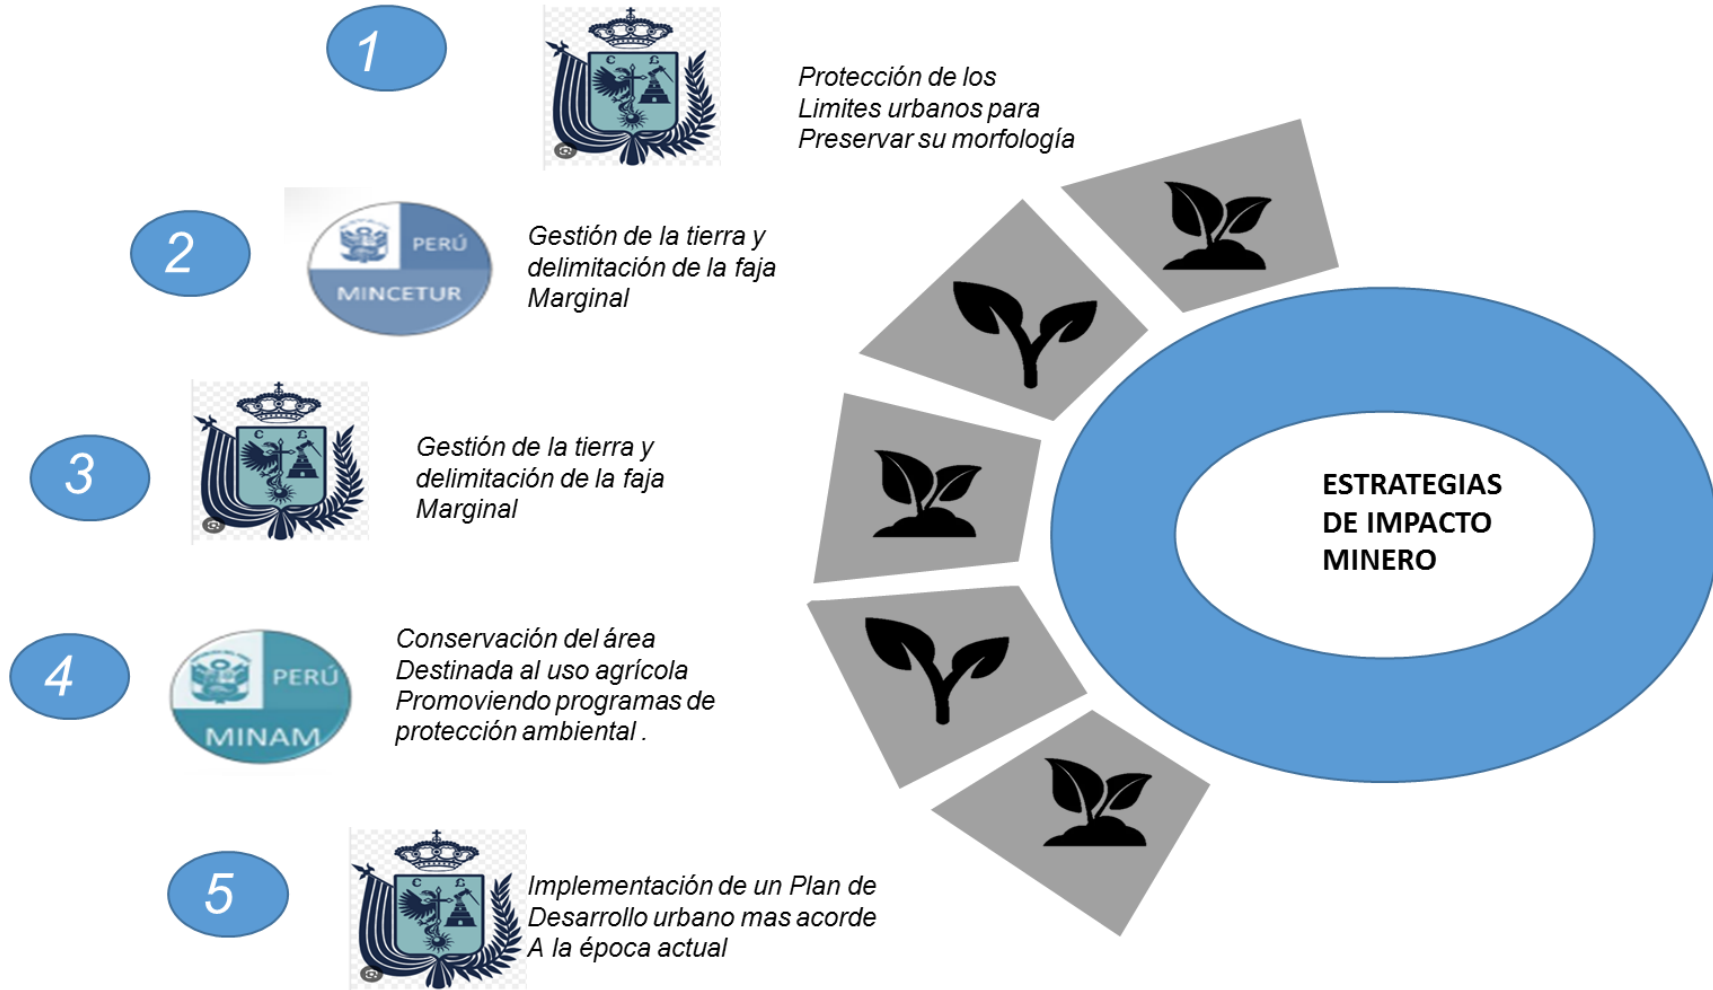 1
Protección de los
Limites urbanos para
Preservar su morfología
2
PERÚ
MINCETUR
Gestión de la tierra y
delimitación de la faja
Marginal
3
C L
Gestión de la tierra y
delimitación de la faja
Marginal
4
PERÚ
MINAM
Conservación del área
Destinada al uso agrícola
Promoviendo programas de
protección ambiental .
5
C L
Implementación de un Plan de
Desarrollo urbano mas acorde
A la época actual
ESTRATEGIAS
DE IMPACTO
MINERO